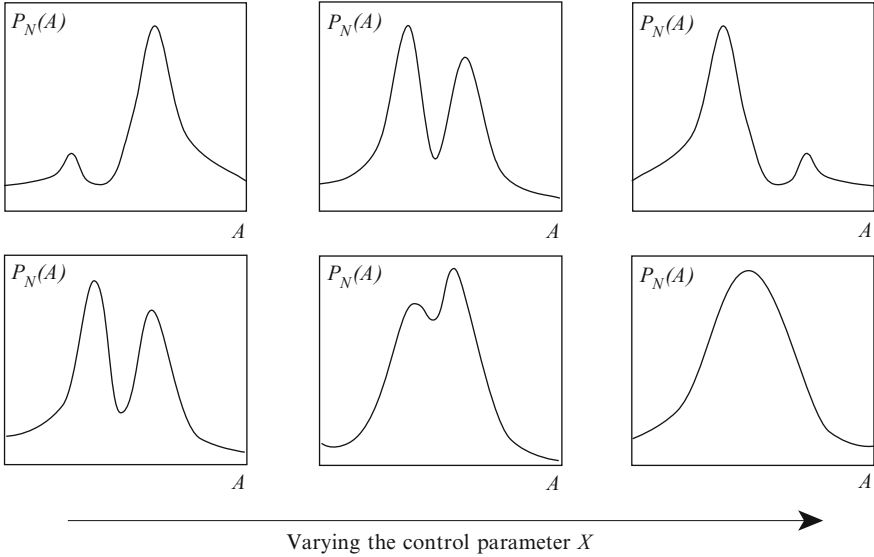 P_N(A) P_N(A) P_N(A)
A A A
P_N(A) P_N(A) P_N(A)
A A A
Varying the control parameter X